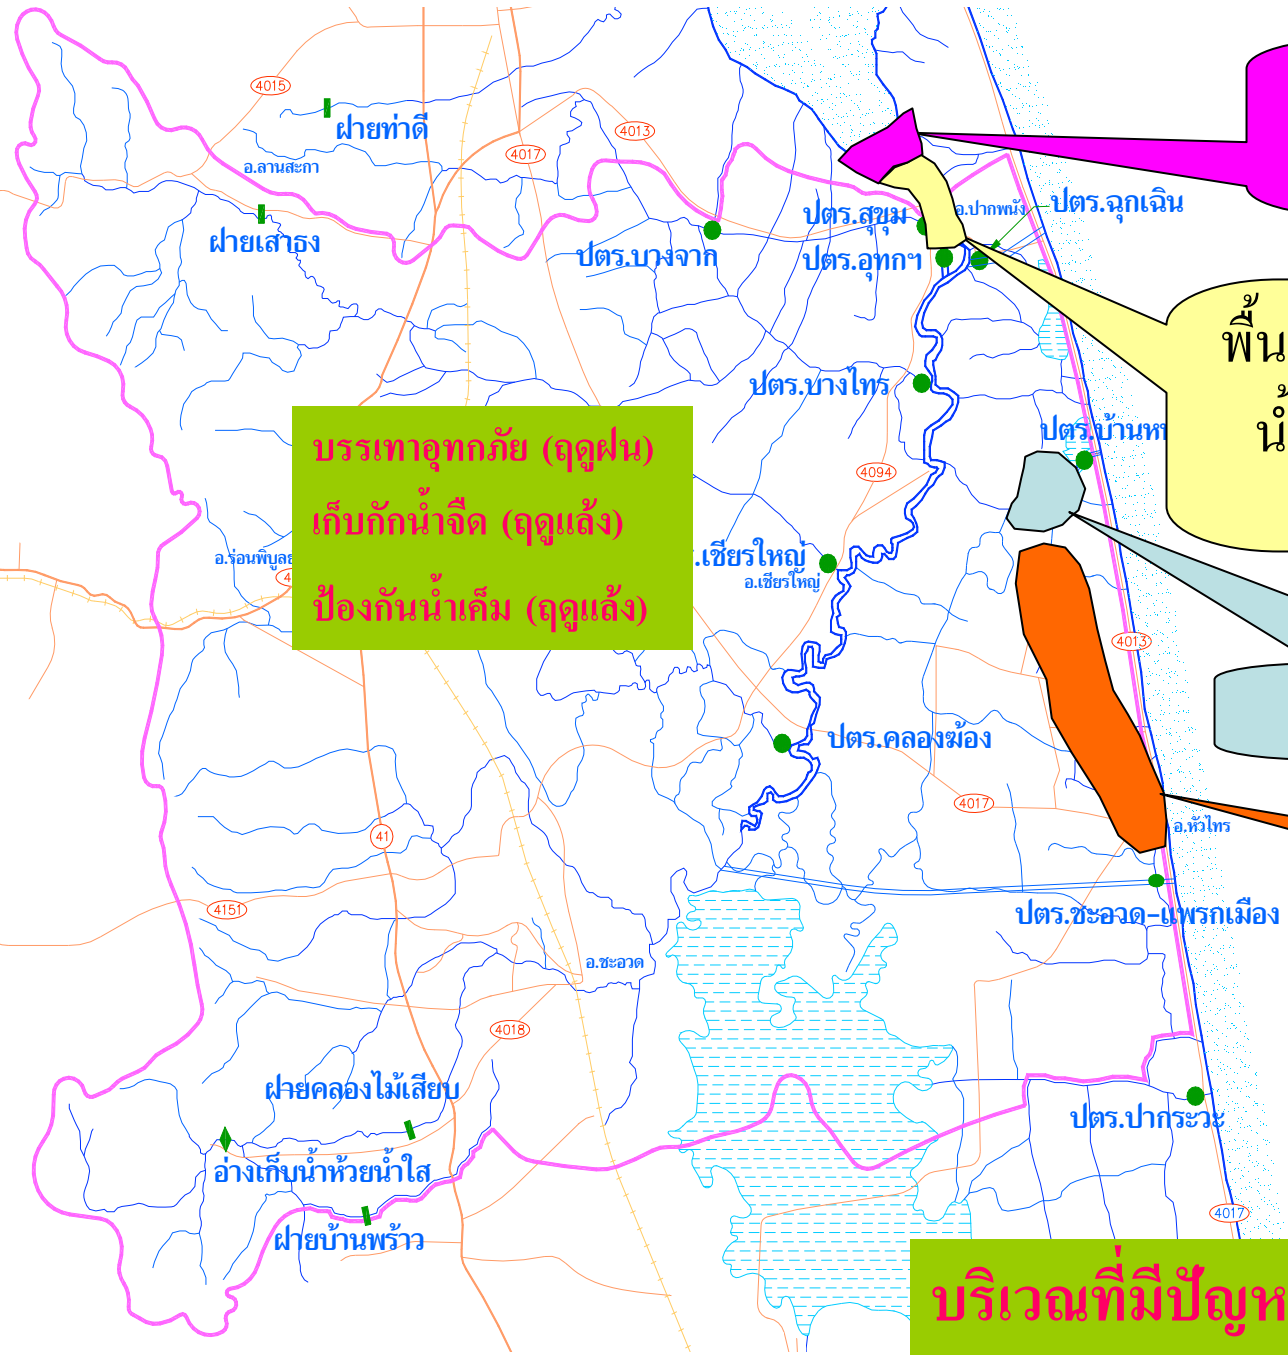 4015
ฝายท่าดี
4013
4017
อ.ลานสะกา
ฝายเสาธง
ปตร.สุขุม
อ.ปากพนัง
ปตร.ฉุกเฉิน
ปตร.บางจาก
ปตร.อุทกฯ
พื้น
น้
ปตร.บางไทร
ปตร.บ้านห
บรรเทาอุทกภัย (ฤดูฝน)
เก็บกักน้ำจืด (ฤดูแล้ง)
ป้องกันน้ำเค็ม (ฤดูแล้ง)
4094
อ.ร่อนพิบูลย
4
.เชียรใหญ่
อ.เชียรใหญ่
4013
ปตร.คลองฆ้อง
4017
41
อ.หัวไทร
4151
ปตร.ชะอวด-แพรกเมือง
อ.ชะอวด
4018
ฝายคลองไม้เสียบ
ปตร.ปากระวะ
อ่างเก็บน้ำห้วยน้ำใส
4017
ฝายบ้านพร้าว
บริเวณที่มีปัญห